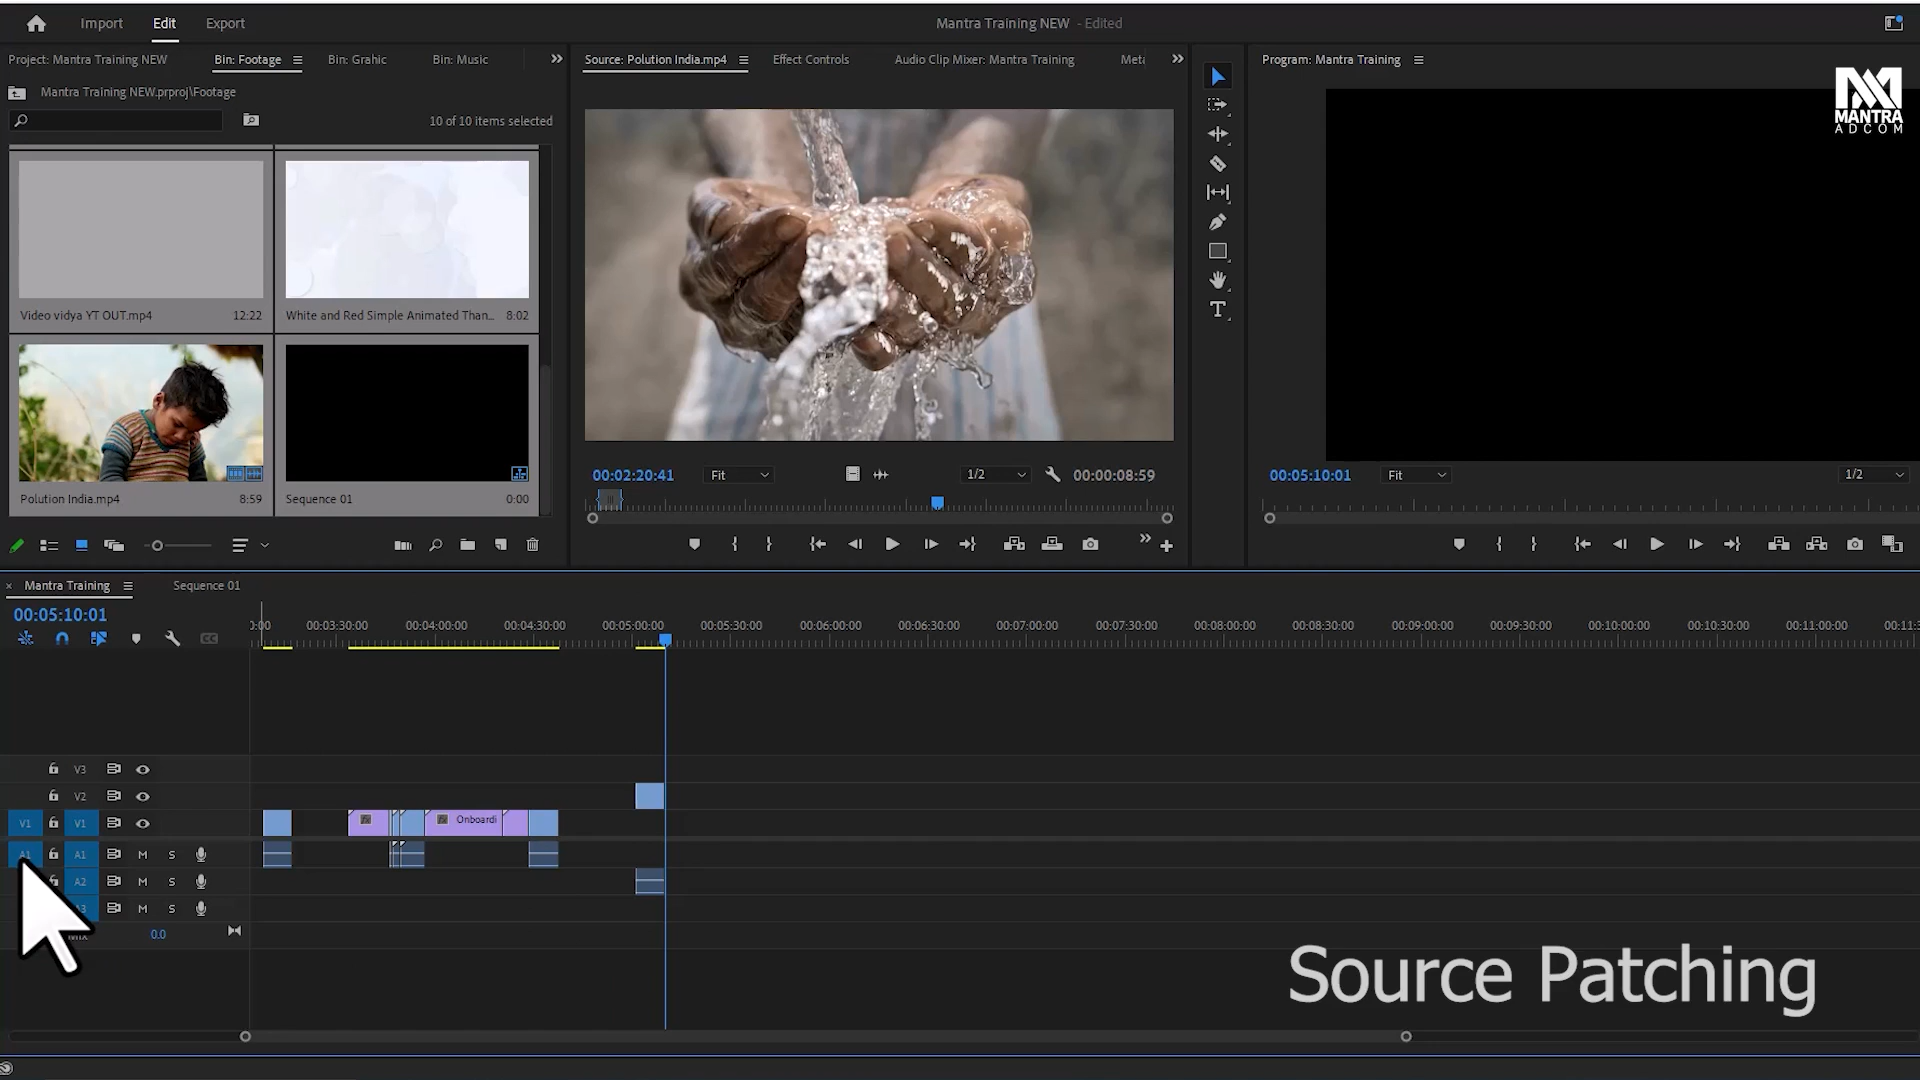 Import Edit Export
Mantra Training NEW - Edited
Project: Mantra Training NEW
Bin: Footage
Bin: Grahic
Bin: Music
Mantra Training NEW.prproj\Footage
10 of 10 items selected
Video vidya YT OUT.mp4 12:22
White and Red Simple Animated Than... 8:02
Polution India.mp4 8:59
Sequence 01 0:00
Source: Polution India.mp4
Effect Controls
Audio Clip Mixer: Mantra Training
00:02:20:41
Fit
1/2
00:00:08:59
Program: Mantra Training
MANTRA
ADCOM
00:05:10:01
Fit
1/2
Mantra Training
Sequence 01
00:05:10:01
00:03:30:00 00:04:00:00 00:04:30:00 00:05:00:00 00:05:30:00 00:06:00:00 00:06:30:00 00:07:00:00 00:07:30:00 00:08:00:00 00:08:30:00 00:09:00:00 00:09:30:00 00:10:00:00 00:10:30:00 00:11:00:00
V3
V2
V1 V1
Onboardi
A1 A1 M S
A2 M S
M S
0.0
Source Patching